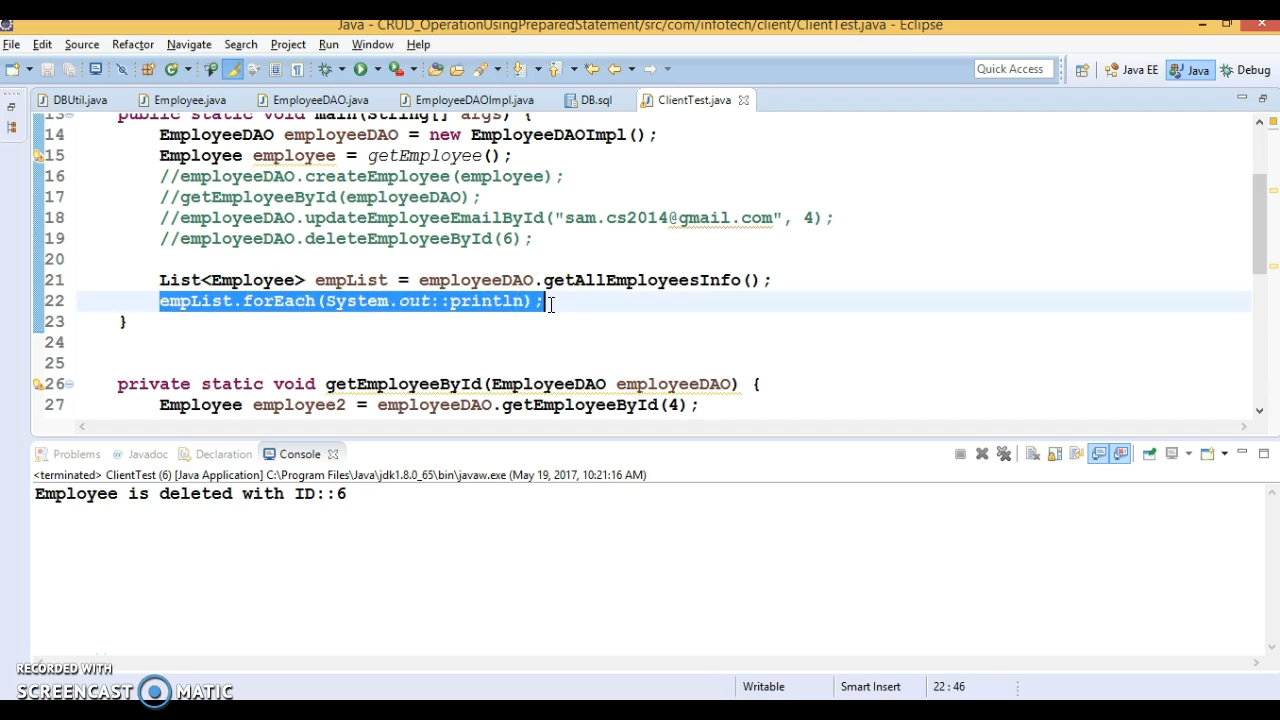 Java - CRUD_OperationUsingPreparedStatement/src/com/infotech/client/ClientTest.java - Eclipse
File Edit Source Refactor Navigate Search Project Run Window Help
Quick Access Java EE Java Debug
DBUtil.java Employee.java EmployeeDAO.java EmployeeDAOImpl.java DB.sql ClientTest.java
13 public static void main(String[] args) {
14 EmployeeDAO employeeDAO = new EmployeeDAOImpl();
15 Employee employee = getEmployee();
16 //employeeDAO.createEmployee(employee);
17 //getEmployeeById(employeeDAO);
18 //employeeDAO.updateEmployeeEmailById("sam.cs2014@gmail.com", 4);
19 //employeeDAO.deleteEmployeeById(6);
20
21 List<Employee> empList = employeeDAO.getAllEmployeesInfo();
22 empList.forEach(System.out::println);
23 }
24
25
26 private static void getEmployeeById(EmployeeDAO employeeDAO) {
27 Employee employee2 = employeeDAO.getEmployeeById(4);
Problems @ Javadoc Declaration Console
<terminated> ClientTest (6) [Java Application] C:\Program Files\Java\jdk1.8.0_65\bin\javaw.exe (May 19, 2017, 10:21:16 AM)
Employee is deleted with ID::6
RECORDED WITH
SCREENCAST MATIC
Writable Smart Insert 22 : 46